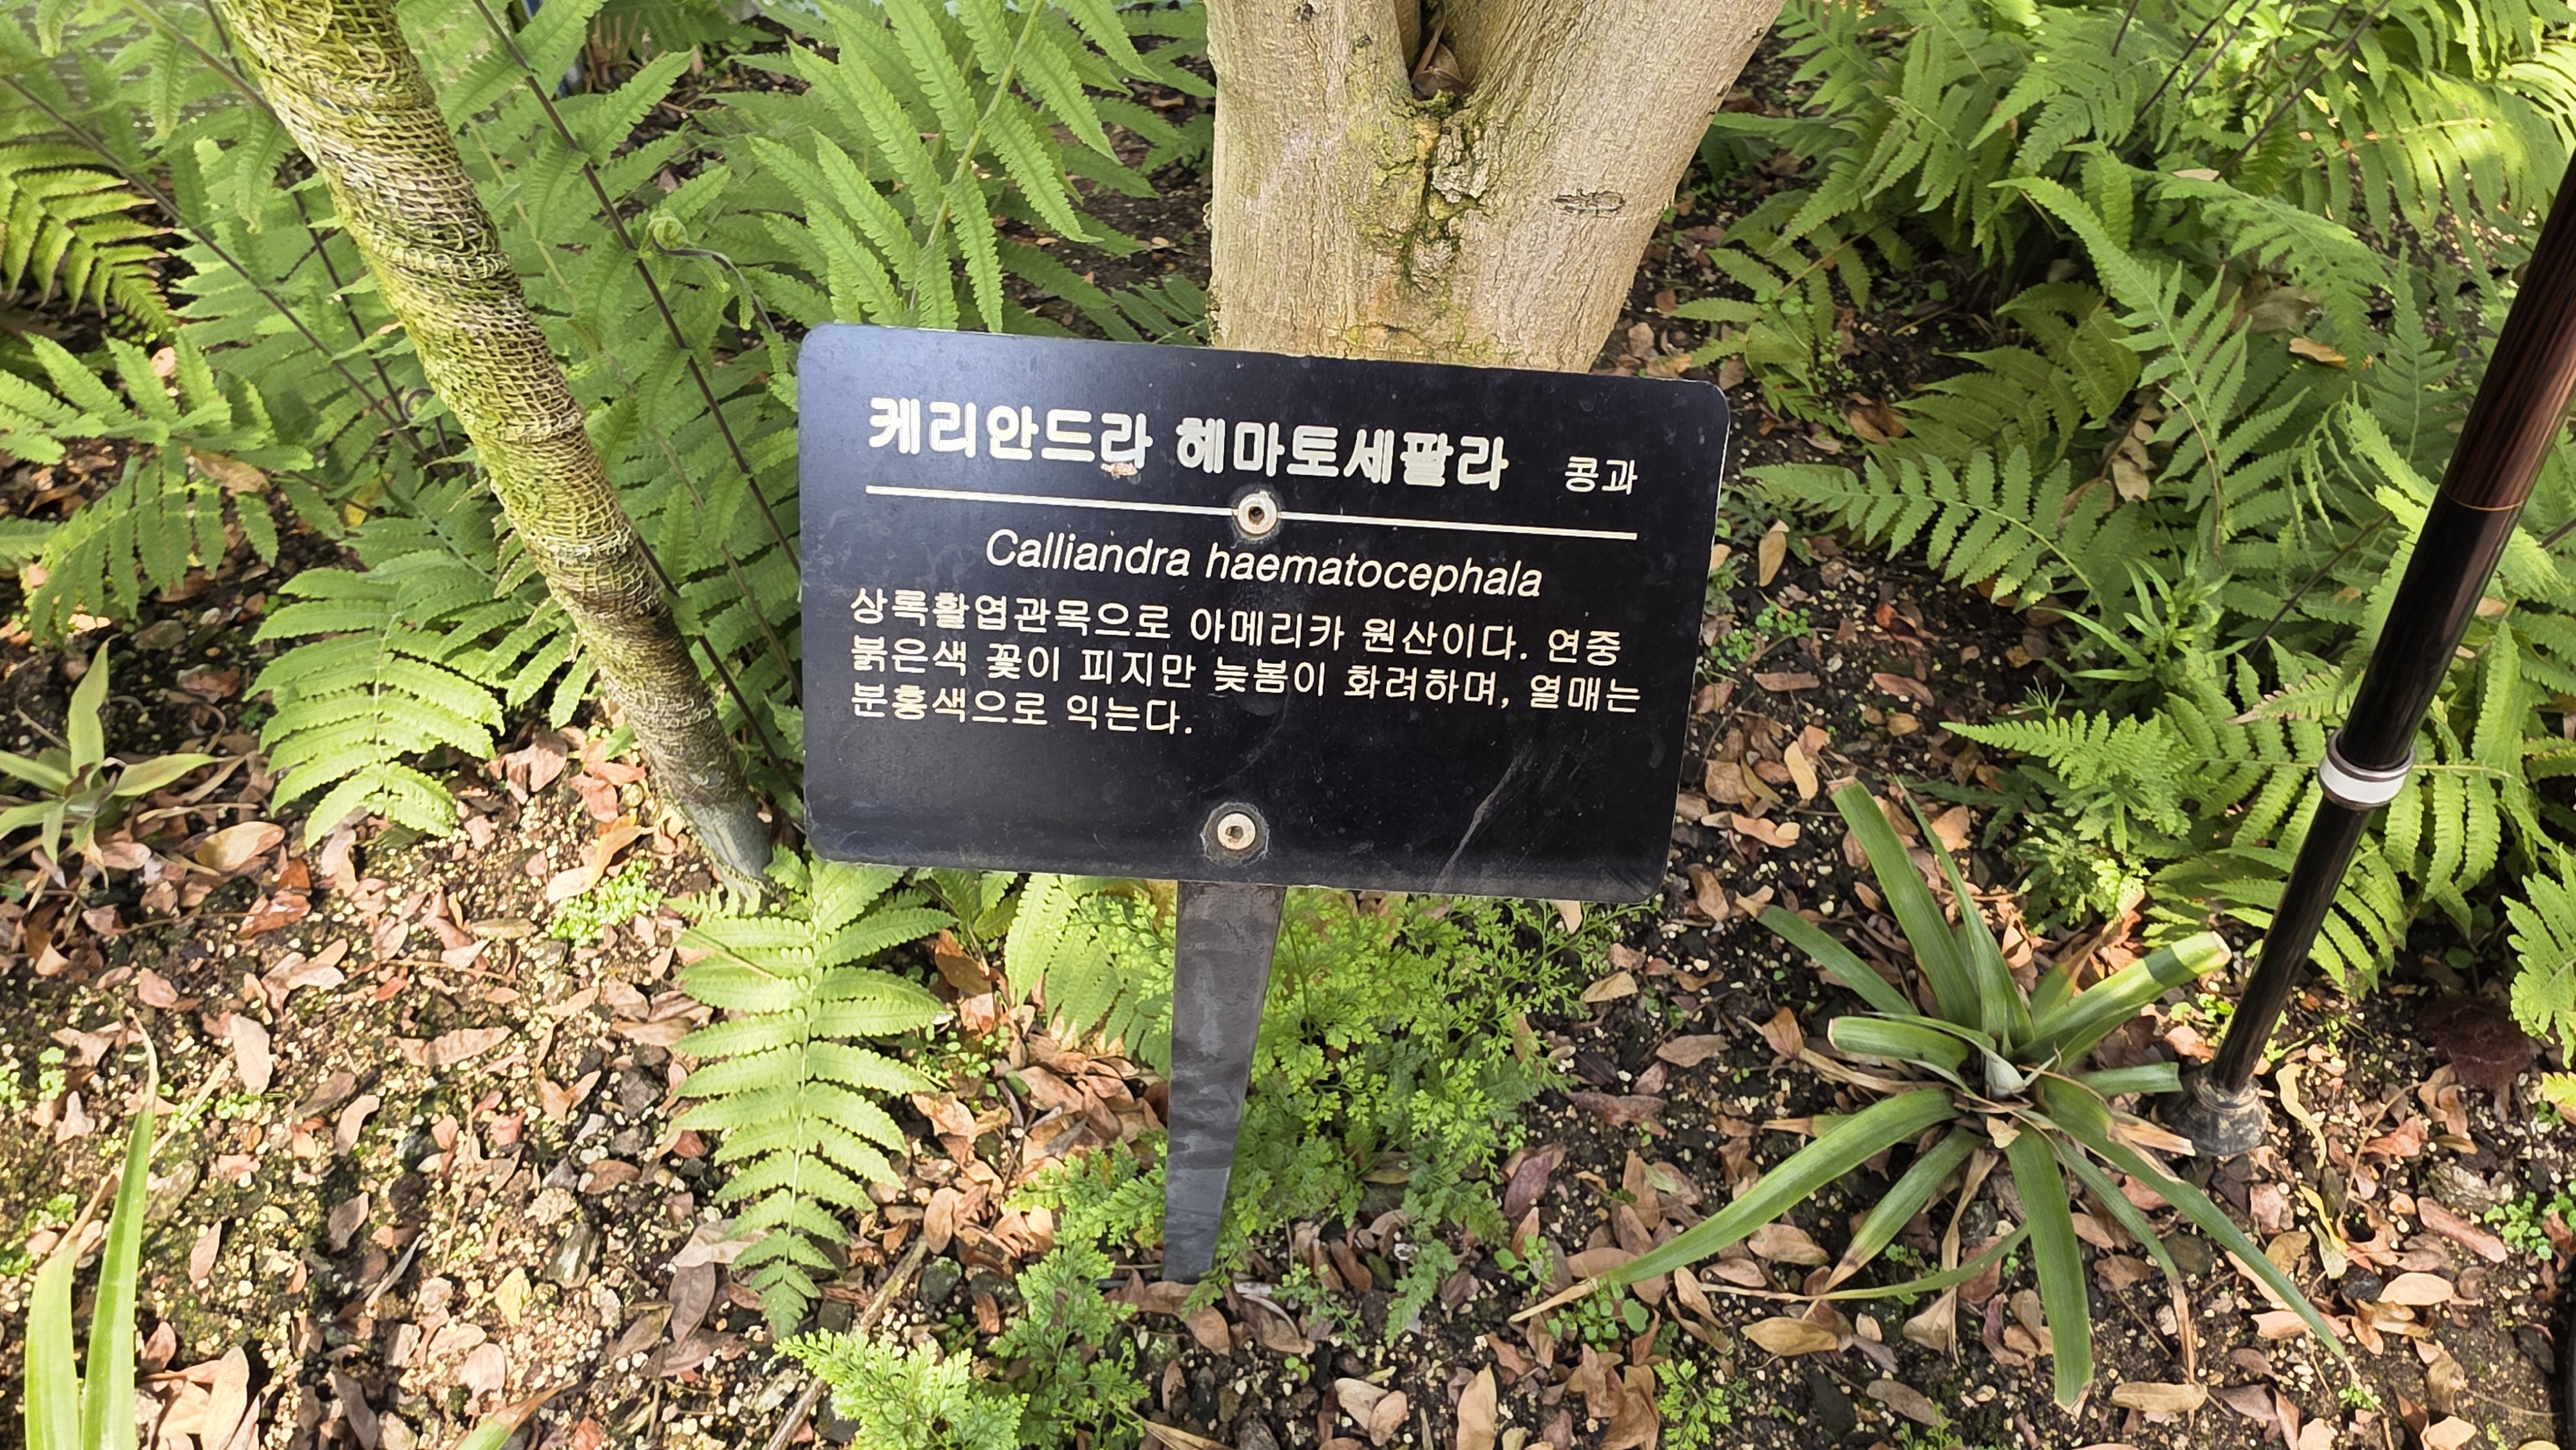 케리안드라 헤마토세팔라 콩과
Calliandra haematocephala
상록활엽관목으로 아메리카 원산이다. 연중
붉은색 꽃이 피지만 늦봄이 화려하며, 열매는
분홍색으로 익는다.